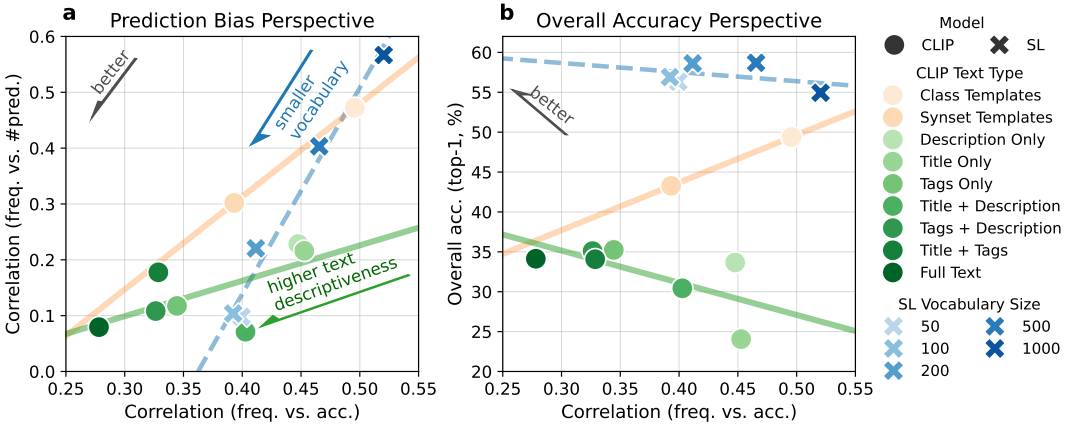 a
Prediction Bias Perspective
Correlation (freq. vs. #pred.)
0.6
0.5
0.4
0.3
0.2
0.1
0.0
0.25
0.30
0.35
0.40
0.45
0.50
0.55
Correlation (freq. vs. acc.)
better
smaller
vocabulary
higher text
descriptiveness
b
Overall Accuracy Perspective
Overall acc. (top-1, %)
60
55
50
45
40
35
30
25
20
0.25
0.30
0.35
0.40
0.45
0.50
0.55
Correlation (freq. vs. acc.)
better
Model
CLIP SL
CLIP Text Type
Class Templates
Synset Templates
Description Only
Title Only
Tags Only
Title + Description
Tags + Description
Title + Tags
Full Text
SL Vocabulary Size
50 500
100 1000
200